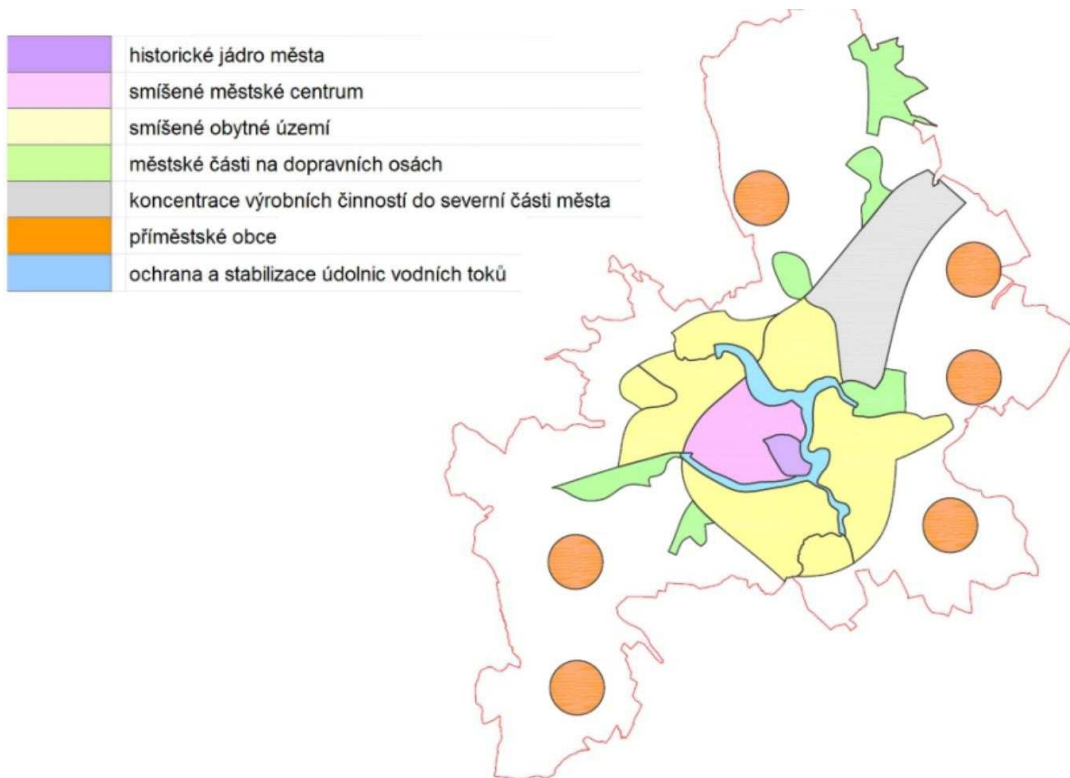 historické jádro města
smíšené městské centrum
smíšené obytné území
městské části na dopravních osách
koncentrace výrobních činností do severní části města
příměstské obce
ochrana a stabilizace údolnic vodních toků